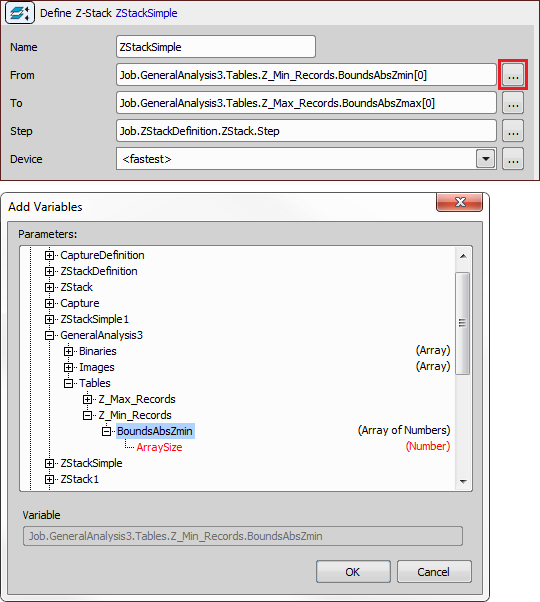 Define Z-Stack ZStackSimple
Name ZStackSimple
From Job.GeneralAnalysis3.Tables.Z_Min_Records.BoundsAbsZmin[0] ...
To Job.GeneralAnalysis3.Tables.Z_Max_Records.BoundsAbsZmax[0] ...
Step Job.ZStackDefinition.ZStack.Step ...
Device <fastest> ...
Add Variables
Parameters:
CaptureDefinition
ZStackDefinition
ZStack
Capture
ZStackSimple1
GeneralAnalysis3
Binaries (Array)
Images (Array)
Tables
Z_Max_Records
Z_Min_Records
BoundsAbsZmin (Array of Numbers)
ArraySize (Number)
ZStackSimple
ZStack1
Variable
Job.GeneralAnalysis3.Tables.Z_Min_Records.BoundsAbsZmin
OK Cancel